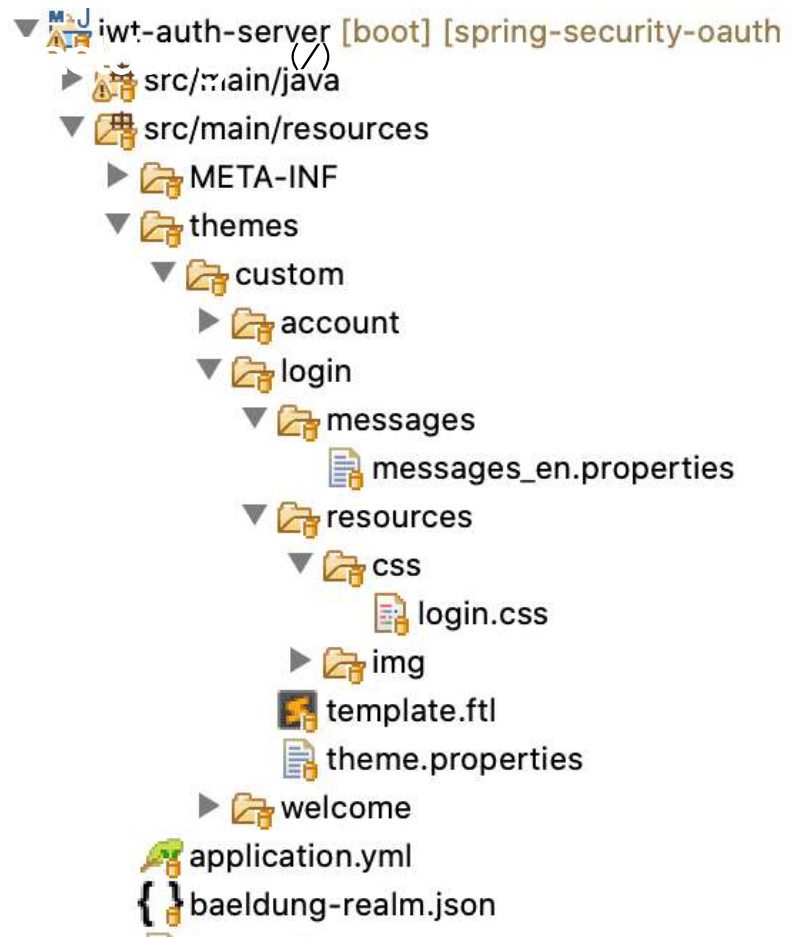 jwt-auth-server [boot] [spring-security-oauth
(/)
src/main/java
src/main/resources
META-INF
themes
custom
account
login
messages
messages_en.properties
resources
css
login.css
img
template.ftl
theme.properties
welcome
application.yml
baeldung-realm.json